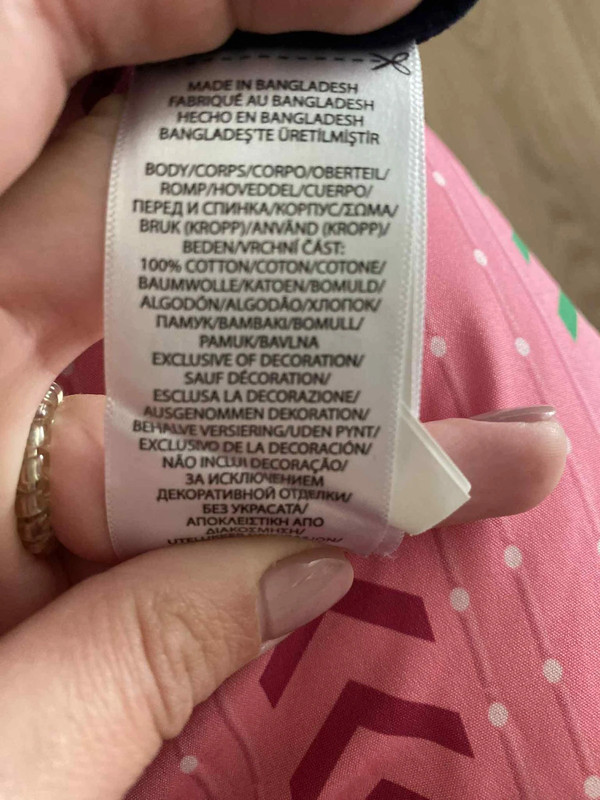 MADE IN BANGLADESH
FABRIQUÉ AU BANGLADESH
HECHO EN BANGLADESH
BANGLADEŞ'TE ÜRETİLMİŞTİR
BODY/CORPS/CORPO/OBERTEIL/
ROMP/HOVEDDEL/CUERPO/
ПЕРЕД И СПИНКА/КОРПУС/ΣΩΜΑ/
BRUK (KROPP)/ANVÄND (KROPP)/
BEDEN/VRCHNÍ ČÁST:
100% COTTON/COTON/COTONE/
BAUMWOLLE/KATOEN/BOMULD/
ALGODÓN/ALGODÃO/ХЛОПОК/
ПАМУК/ΒΑΜΒΑΚΙ/BOMULL/
PAMUK/BAVLNA
EXCLUSIVE OF DECORATION/
SAUF DÉCORATION/
ESCLUSA LA DECORAZIONE/
AUSGENOMMEN DEKORATION/
BEHALVE VERSIERING/UDEN PYNT/
EXCLUSIVO DE LA DECORACIÓN/
NÃO INCLUI DECORAÇÃO/
ЗА ИСКЛЮЧЕНИЕМ
ДЕКОРАТИВНОЙ ОТДЕЛКИ/
БЕЗ УКРАСАТА/
ΑΠΟΚΛΕΙΣΤΙΚΗ ΑΠΟ
ΔΙΑΚΟΣΜΗΣΗ/